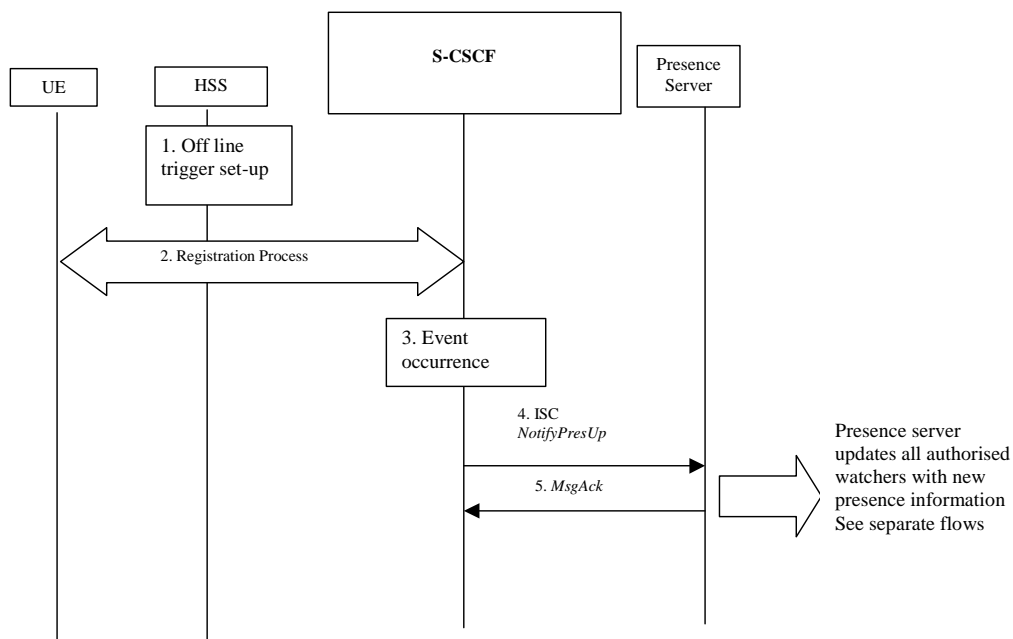 S-CSCF
Presence
Server
UE
HSS
1. Off line
trigger set-up
2. Registration Process
3. Event
occurrence
4. ISC
NotifyPresUp
5. MsgAck
Presence server
updates all authorised
watchers with new
presence information
See separate flows